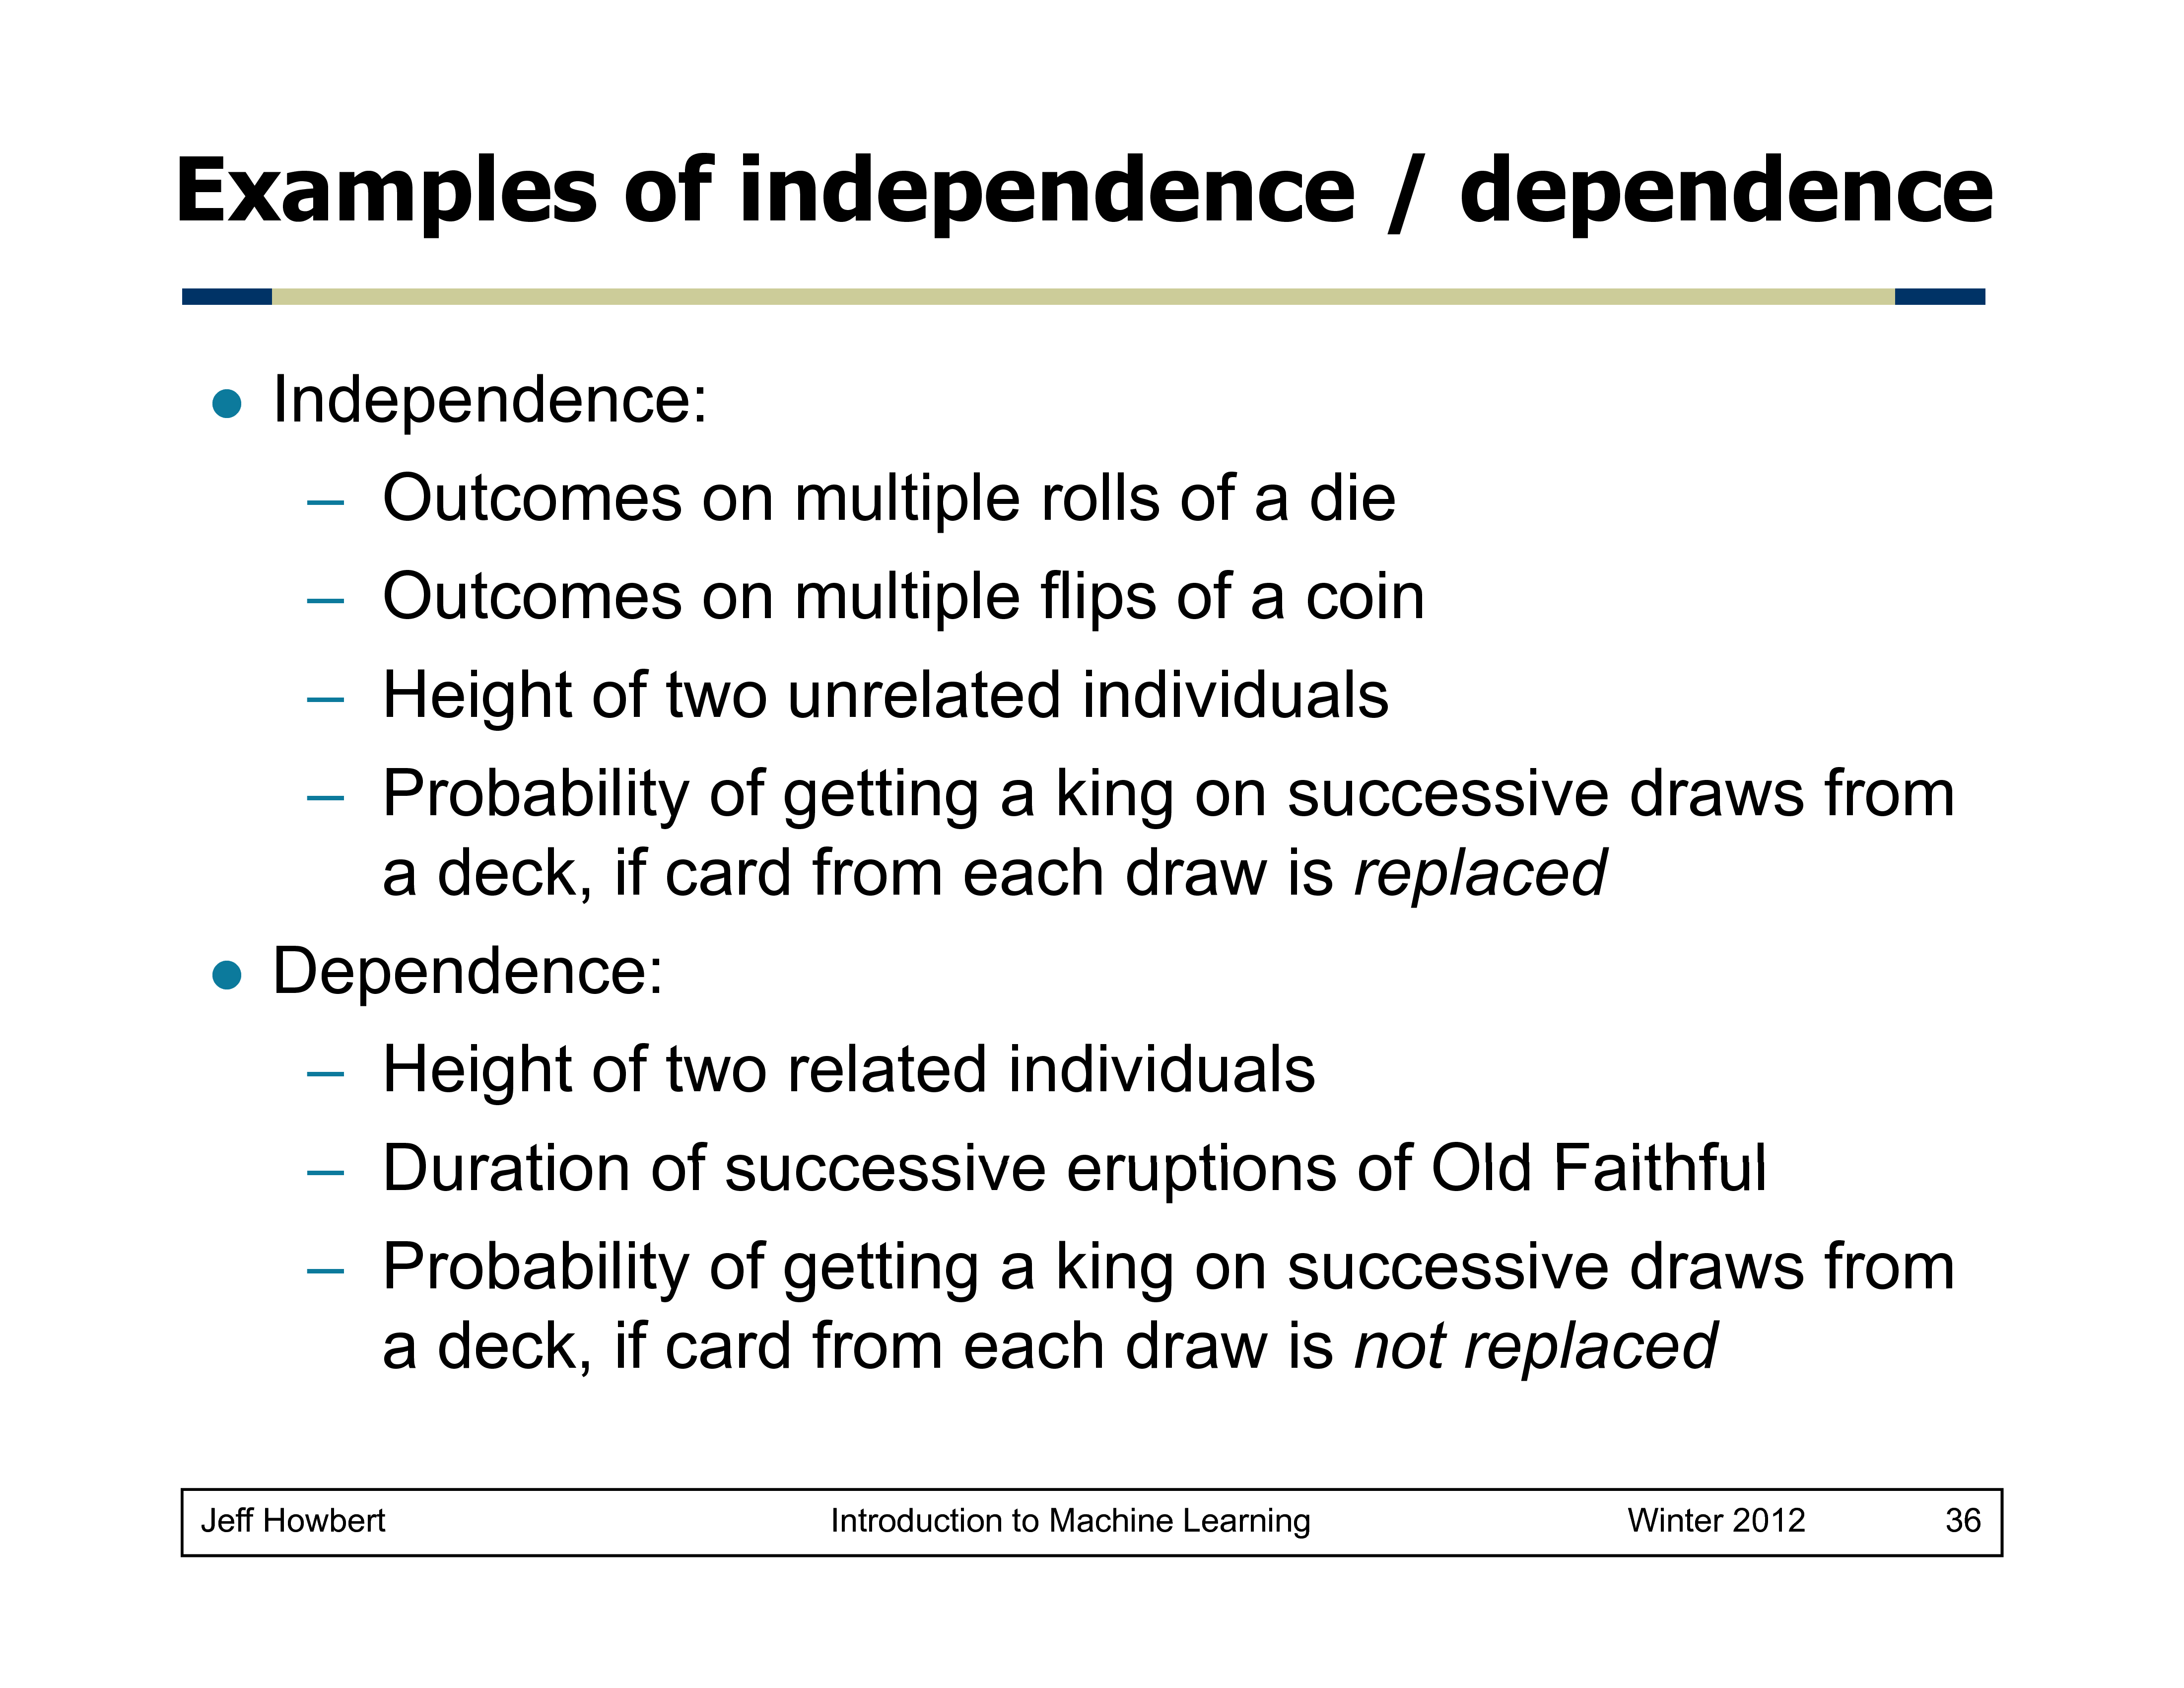 Examples of independence / dependence
● Independence:
– Outcomes on multiple rolls of a die
– Outcomes on multiple flips of a coin
– Height of two unrelated individuals
– Probability of getting a king on successive draws from
a deck, if card from each draw is replaced
● Dependence:
– Height of two related individuals
– Duration of successive eruptions of Old Faithful
– Probability of getting a king on successive draws from
a deck, if card from each draw is not replaced
Jeff Howbert Introduction to Machine Learning Winter 2012 36